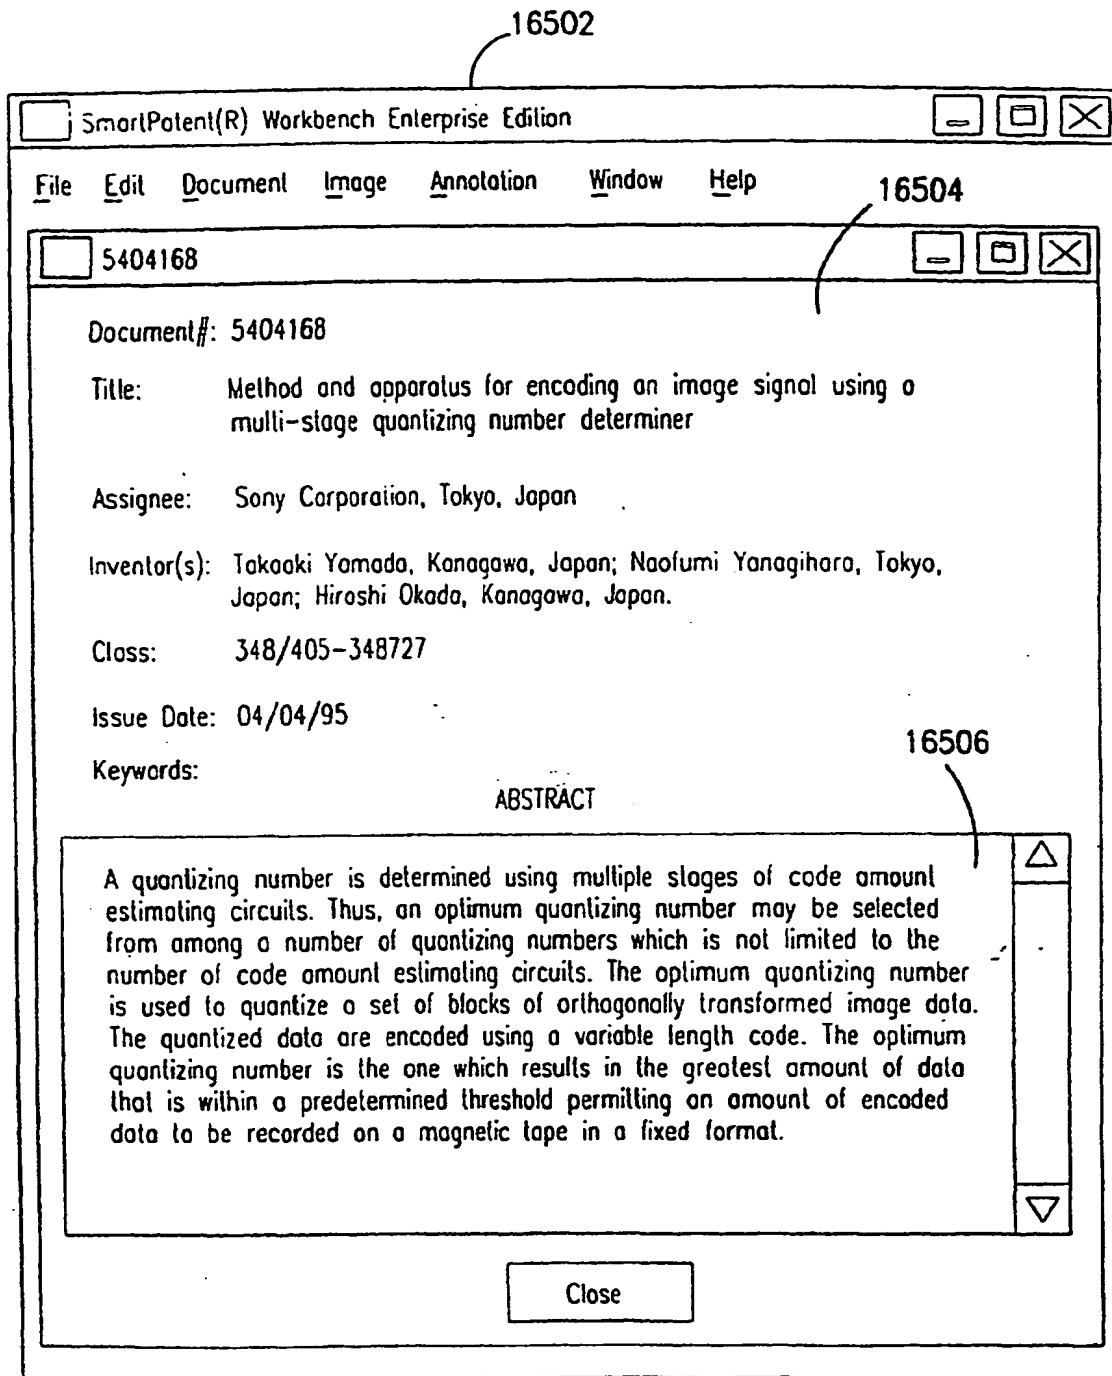 16502
SmartPatent(R) Workbench Enterprise Edition
File Edit Document Image Annotation Window Help
16504
5404168
Document#: 5404168
Title: Method and apparatus for encoding an image signal using a
multi-stage quantizing number determiner
Assignee: Sony Corporation, Tokyo, Japan
Inventor(s): Takaaki Yamada, Kanagawa, Japan; Naofumi Yanagihara, Tokyo,
Japan; Hiroshi Okada, Kanagawa, Japan.
Class: 348/405-348727
Issue Date: 04/04/95
16506
Keywords:
ABSTRACT
A quantizing number is determined using multiple stages of code amount
estimating circuits. Thus, an optimum quantizing number may be selected
from among a number of quantizing numbers which is not limited to the
number of code amount estimating circuits. The optimum quantizing number
is used to quantize a set of blocks of orthagonally transformed image data.
The quantized data are encoded using a variable length code. The optimum
quantizing number is the one which results in the greatest amount of data
that is within a predetermined threshold permitting an amount of encoded
data to be recorded on a magnetic tape in a fixed format.
Close